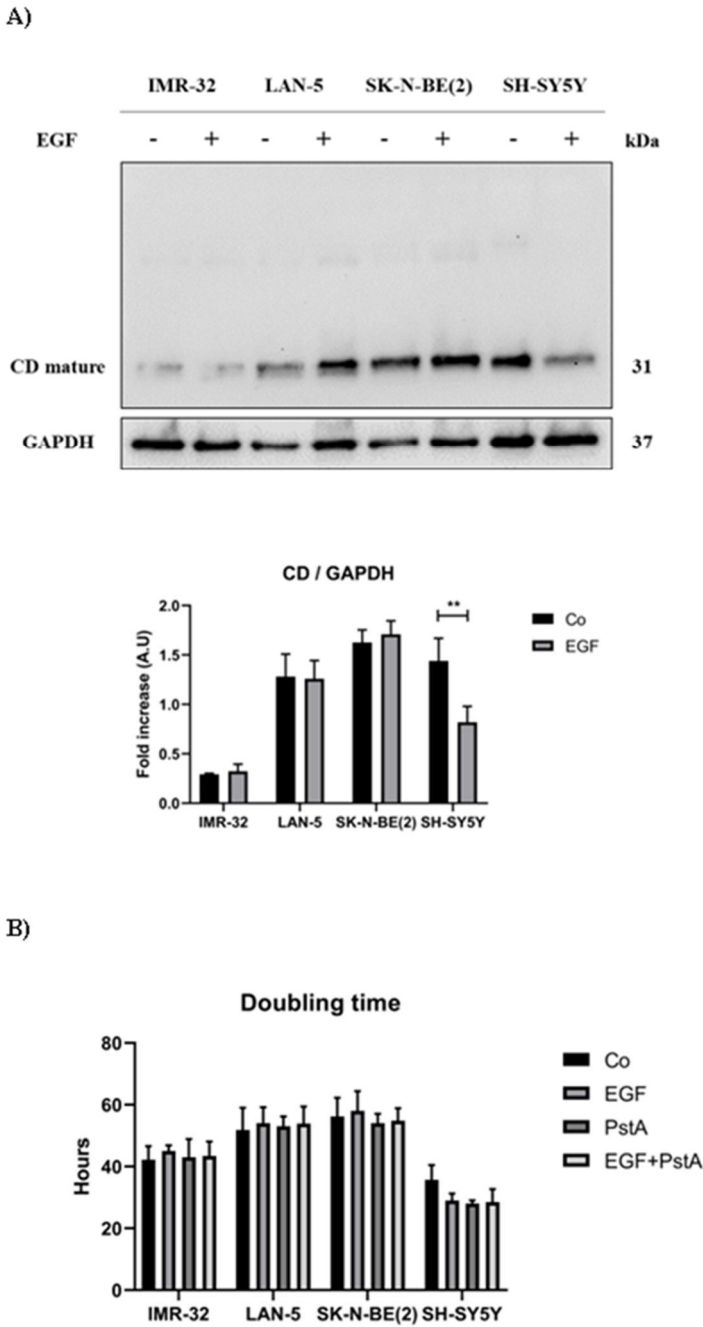 A)
IMR-32 LAN-5 SK-N-BE(2) SH-SY5Y
EGF - + - + - + - + kDa
CD mature 31
GAPDH 37
CD / GAPDH
Fold increase (A.U)
2.0
1.5
1.0
0.5
0.0
**
Co
EGF
IMR-32 LAN-5 SK-N-BE(2) SH-SY5Y
B)
Doubling time
Hours
80
60
40
20
0
Co
EGF
PstA
EGF+PstA
IMR-32 LAN-5 SK-N-BE(2) SH-SY5Y